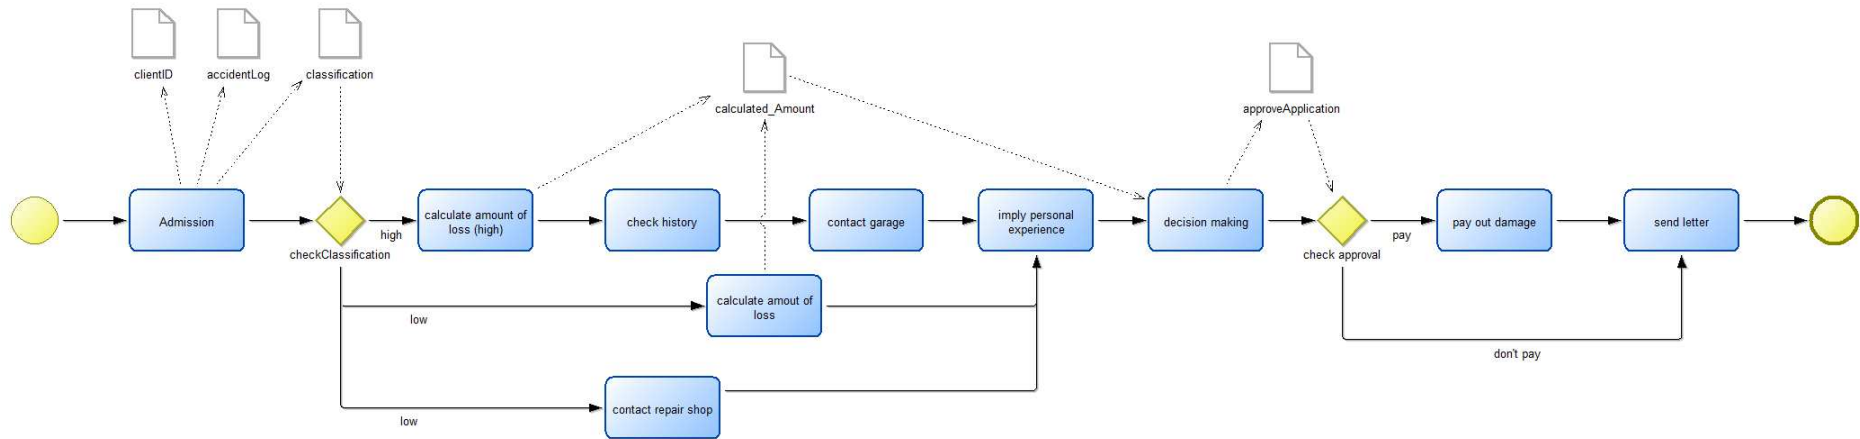 clientID
accidentLog
classification
calculated_Amount
approveApplication
Admission
checkClassification
high
calculate amount of
loss (high)
check history
contact garage
imply personal
experience
decision making
check approval
pay
pay out damage
send letter
low
calculate amout of
loss
don't pay
low
contact repair shop